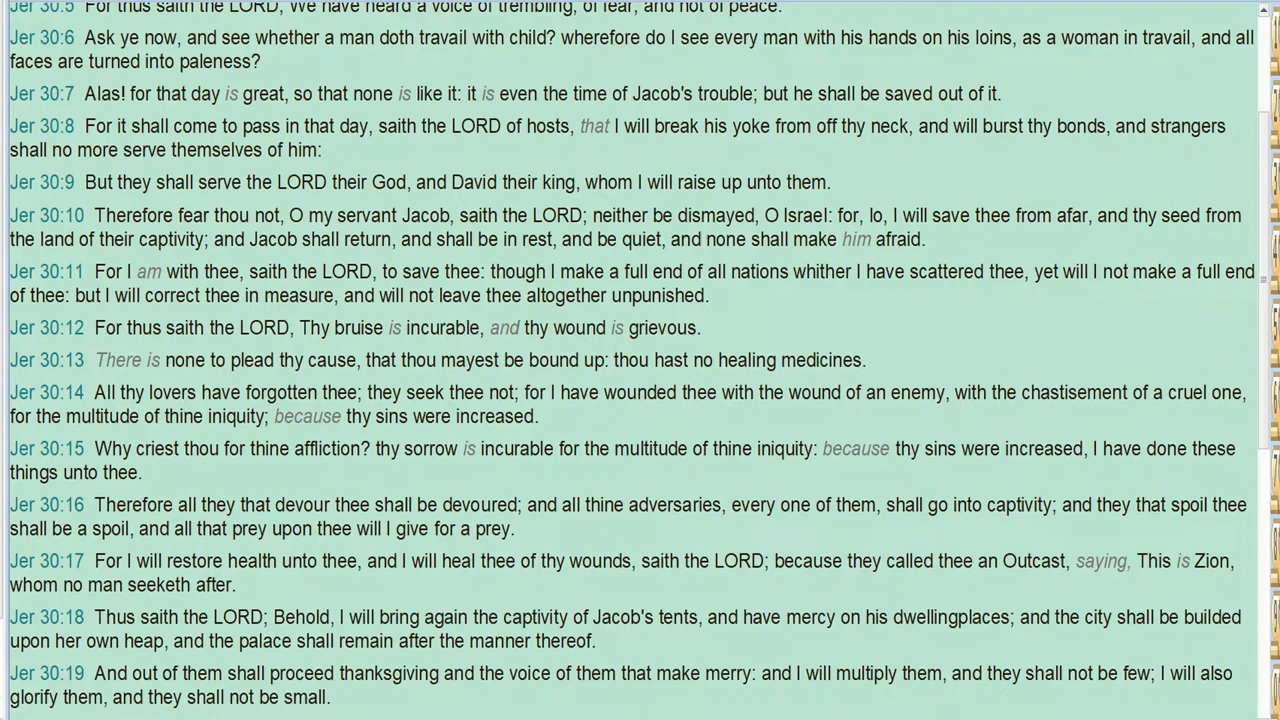 Jer 30:5 For thus saith the LORD, We have heard a voice of trembling, of fear, and not of peace.
Jer 30:6 Ask ye now, and see whether a man doth travail with child? wherefore do I see every man with his hands on his loins, as a woman in travail, and all
faces are turned into paleness?
Jer 30:7 Alas! for that day is great, so that none is like it: it is even the time of Jacob's trouble; but he shall be saved out of it.
Jer 30:8 For it shall come to pass in that day, saith the LORD of hosts, that I will break his yoke from off thy neck, and will burst thy bonds, and strangers
shall no more serve themselves of him:
Jer 30:9 But they shall serve the LORD their God, and David their king, whom I will raise up unto them.
Jer 30:10 Therefore fear thou not, O my servant Jacob, saith the LORD; neither be dismayed, O Israel: for, lo, I will save thee from afar, and thy seed from
the land of their captivity; and Jacob shall return, and shall be in rest, and be quiet, and none shall make him afraid.
Jer 30:11 For I am with thee, saith the LORD, to save thee: though I make a full end of all nations whither I have scattered thee, yet will I not make a full end
of thee: but I will correct thee in measure, and will not leave thee altogether unpunished.
Jer 30:12 For thus saith the LORD, Thy bruise is incurable, and thy wound is grievous.
Jer 30:13 There is none to plead thy cause, that thou mayest be bound up: thou hast no healing medicines.
Jer 30:14 All thy lovers have forgotten thee; they seek thee not; for I have wounded thee with the wound of an enemy, with the chastisement of a cruel one,
for the multitude of thine iniquity; because thy sins were increased.
Jer 30:15 Why criest thou for thine affliction? thy sorrow is incurable for the multitude of thine iniquity: because thy sins were increased, I have done these
things unto thee.
Jer 30:16 Therefore all they that devour thee shall be devoured; and all thine adversaries, every one of them, shall go into captivity; and they that spoil thee
shall be a spoil, and all that prey upon thee will I give for a prey.
Jer 30:17 For I will restore health unto thee, and I will heal thee of thy wounds, saith the LORD; because they called thee an Outcast, saying, This is Zion,
whom no man seeketh after.
Jer 30:18 Thus saith the LORD; Behold, I will bring again the captivity of Jacob's tents, and have mercy on his dwellingplaces; and the city shall be builded
upon her own heap, and the palace shall remain after the manner thereof.
Jer 30:19 And out of them shall proceed thanksgiving and the voice of them that make merry: and I will multiply them, and they shall not be few; I will also
glorify them, and they shall not be small.